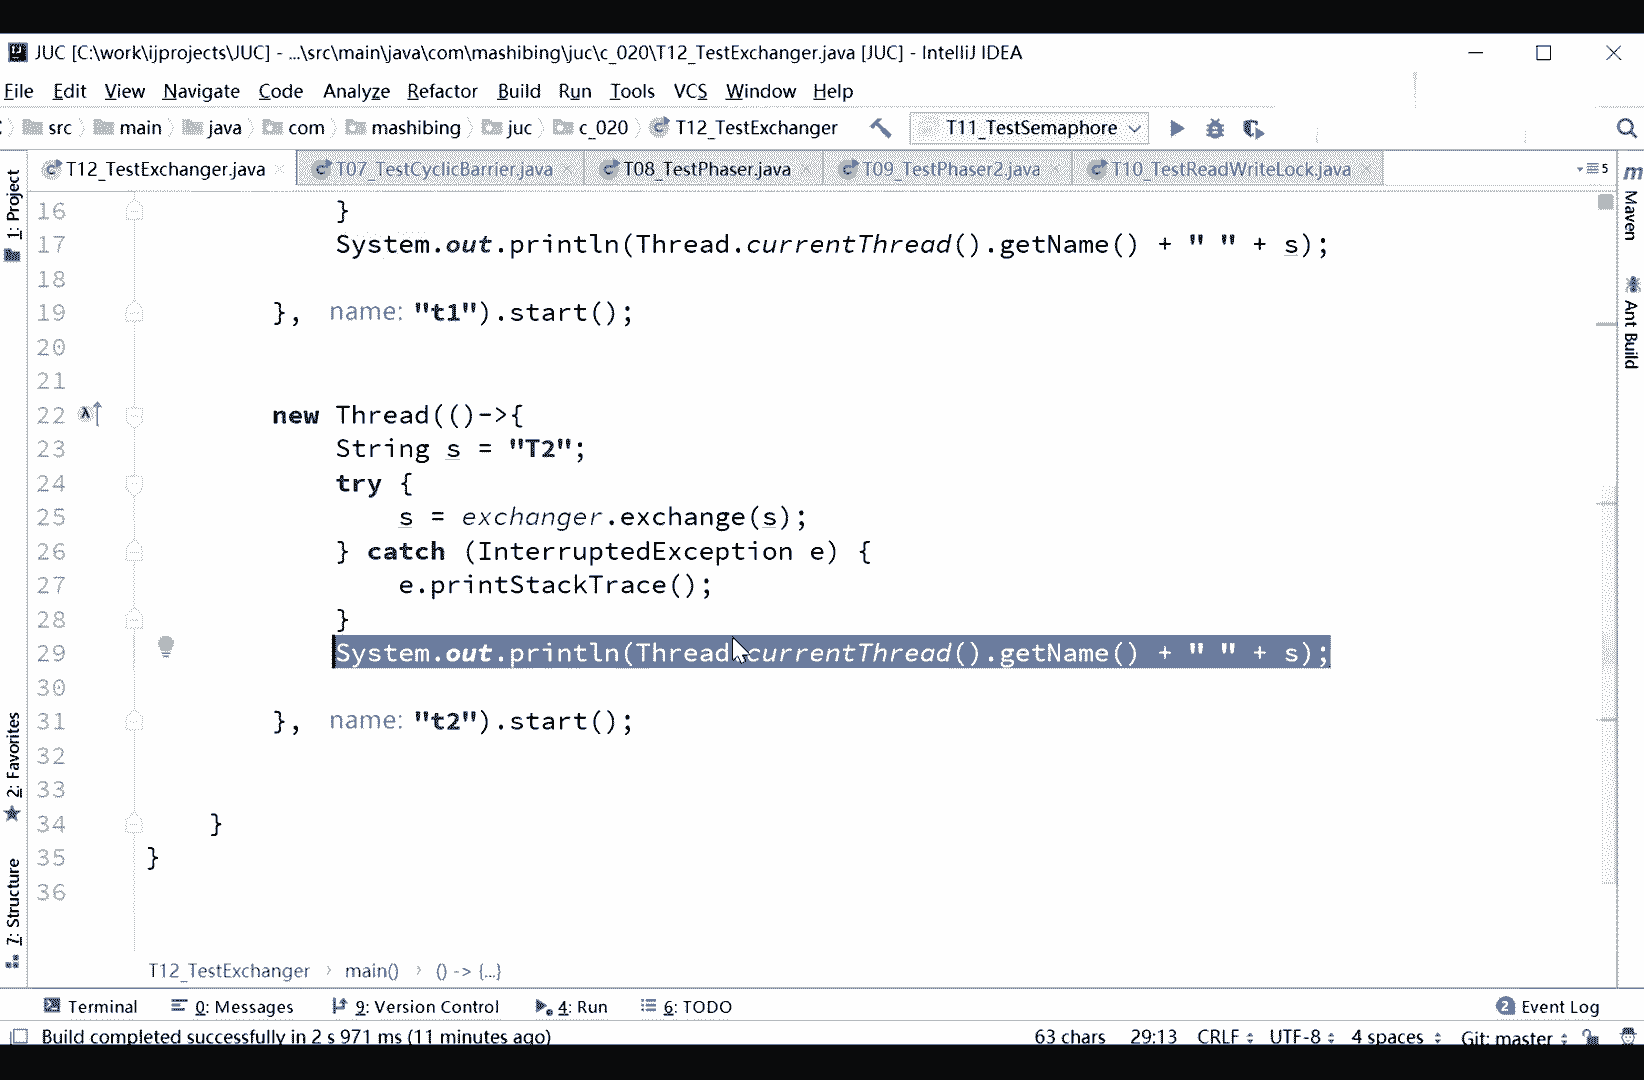 JUC [C:\work\ijprojects\JUC] - ...\src\main\java\com\mashibing\juc\c_020\T12_TestExchanger.java [JUC] - IntelliJ IDEA
File Edit View Navigate Code Analyze Refactor Build Run Tools VCS Window Help
src main java com mashibing juc c_020 T12_TestExchanger T11_TestSemaphore
T12_TestExchanger.java T07_TestCyclicBarrier.java T08_TestPhaser.java T09_TestPhaser2.java T10_TestReadWriteLock.java 5
1: Project
2: Favorites
7: Structure
16 }
17 System.out.println(Thread.currentThread().getName() + " " + s);
18
19 }, name: "t1").start();
20
21
22 new Thread(()->{
23 String s = "T2";
24 try {
25 s = exchanger.exchange(s);
26 } catch (InterruptedException e) {
27 e.printStackTrace();
28 }
29 System.out.println(Thread.currentThread().getName() + " " + s);
30
31 }, name: "t2").start();
32
33
34 }
35 }
36
m Maven
Ant Build
T12_TestExchanger main() () -> {...}
Terminal 0: Messages 9: Version Control 4: Run 6: TODO 2 Event Log
Build completed successfully in 2 s 971 ms (11 minutes ago) 63 chars 29:13 CRLF UTF-8 4 spaces Git: master